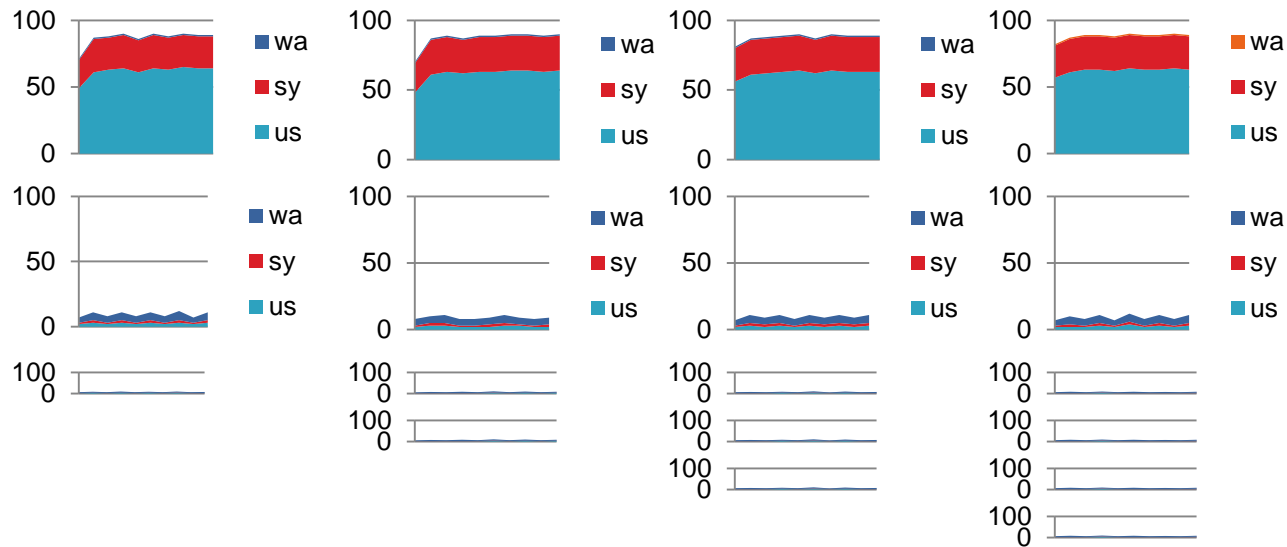 100 wa 100 wa 100 wa 100 wa
50 sy 50 sy 50 sy 50 sy
0 us 0 us 0 us 0 us
100 wa 100 wa 100 wa 100 wa
50 sy 50 sy 50 sy 50 sy
0 us 0 us 0 us 0 us
100 100 100 100
0 0 0 0
100 100 100
0 0 0
100 100
0 0
100
0